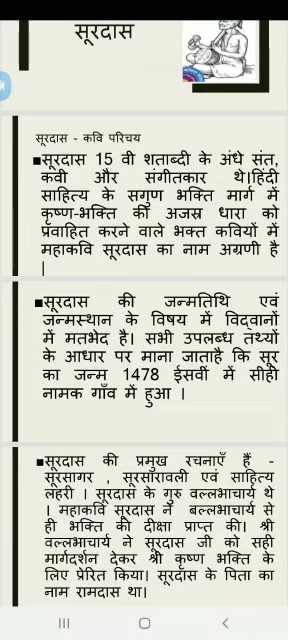 सूरदास
सूरदास - कवि परिचय
■सूरदास 15 वी शताब्दी के अंधे संत,
कवी और संगीतकार थे।हिंदी
साहित्य के सगुण भक्ति मार्ग में
कृष्ण-भक्ति की अजस्र धारा को
प्रवाहित करने वाले भक्त कवियों में
महाकवि सूरदास का नाम अग्रणी है
|
■सूरदास की जन्मतिथि एवं
जन्मस्थान के विषय में विद्वानों
में मतभेद है। सभी उपलब्ध तथ्यों
के आधार पर माना जाताहै कि सूर
का जन्म 1478 ईसवीं में सीही
नामक गाँव में हुआ ।
■सूरदास की प्रमुख रचनाएँ हैं -
सूरसागर , सूरसारावली एवं साहित्य
लहरी । सूरदास के गुरु वल्लभाचार्य थे
। महाकवि सूरदास ने बल्लभाचार्य से
ही भक्ति की दीक्षा प्राप्त की। श्री
वल्लभाचार्य ने सूरदास जी को सही
मार्गदर्शन देकर श्री कृष्ण भक्ति के
लिए प्रेरित किया। सूरदास के पिता का
नाम रामदास था।